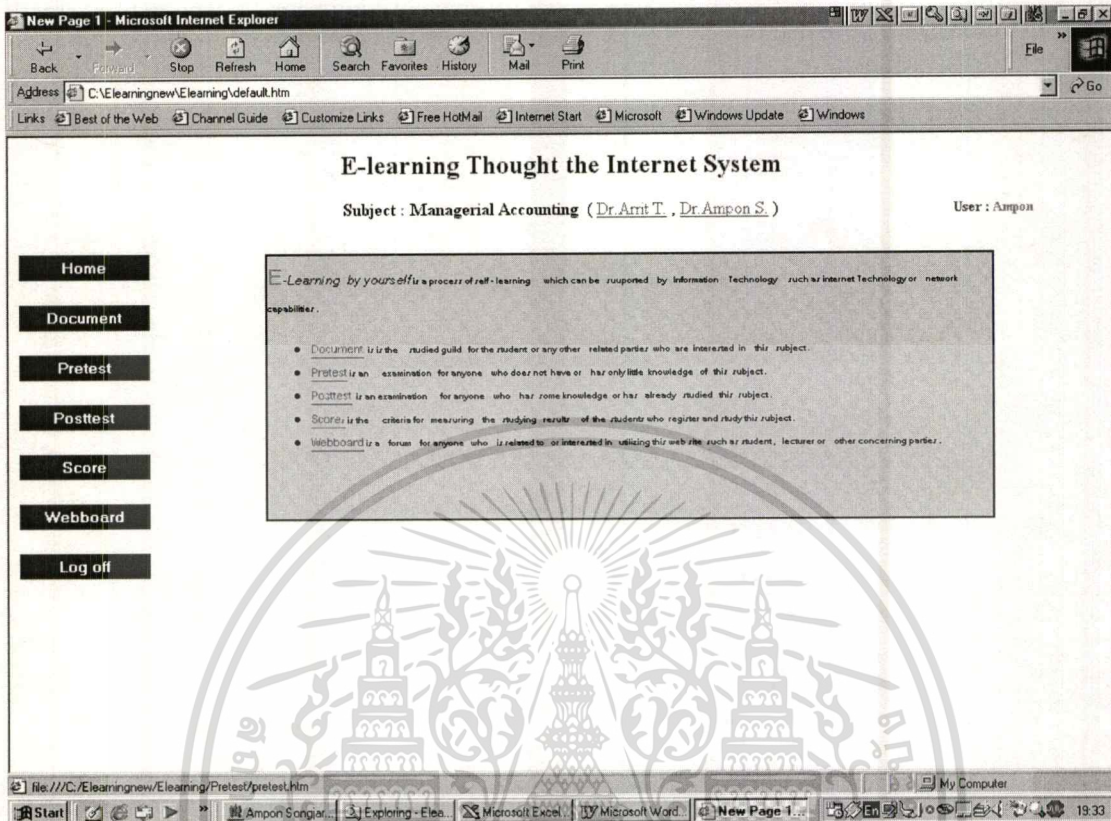 New Page 1 - Microsoft Internet Explorer
Back Forward Stop Refresh Home Search Favorites History Mail Print File
Address C:\Elearningnew\Elearning\default.htm Go
Links Best of the Web Channel Guide Customize Links Free HotMail Internet Start Microsoft Windows Update Windows
E-learning Thought the Internet System
Subject : Managerial Accounting ( Dr.Arrit T. , Dr.Ampon S. ) User : Ampon
Home
Document
Pretest
Posttest
Score
Webboard
Log off
E-Learning by yourself is a process of self - learning which can be suuported by Information Technology such as internet Technology or network
capabilities .
Document is is the studied guild for the student or any other related parties who are interested in this subject.
Pretest is an examination for anyone who does not have or has only little knowledge of this subject.
Posttest is an examination for anyone who has some knowledge or has already studied this subject.
Score is the criteria for measuring the studying results of the students who register and study this subject.
Webboard is a forum for anyone who is related to or interested in utilizing this web site such as student, lecturer or other concerning parties .
file:///C:/Elearningnew/Elearning/Pretest/pretest.htm My Computer
Start Ampon Songjar... Exploring - Elea... Microsoft Excel... Microsoft Word... New Page 1... En 19:33